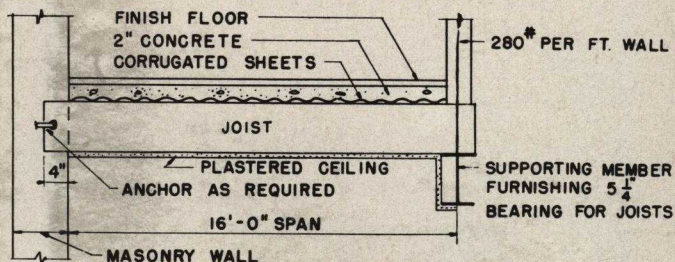 FINISH FLOOR
2" CONCRETE
CORRUGATED SHEETS
280# PER FT. WALL
JOIST
4"
PLASTERED CEILING
ANCHOR AS REQUIRED
SUPPORTING MEMBER
FURNISHING 5 1/4"
BEARING FOR JOISTS
16'-0" SPAN
MASONRY WALL